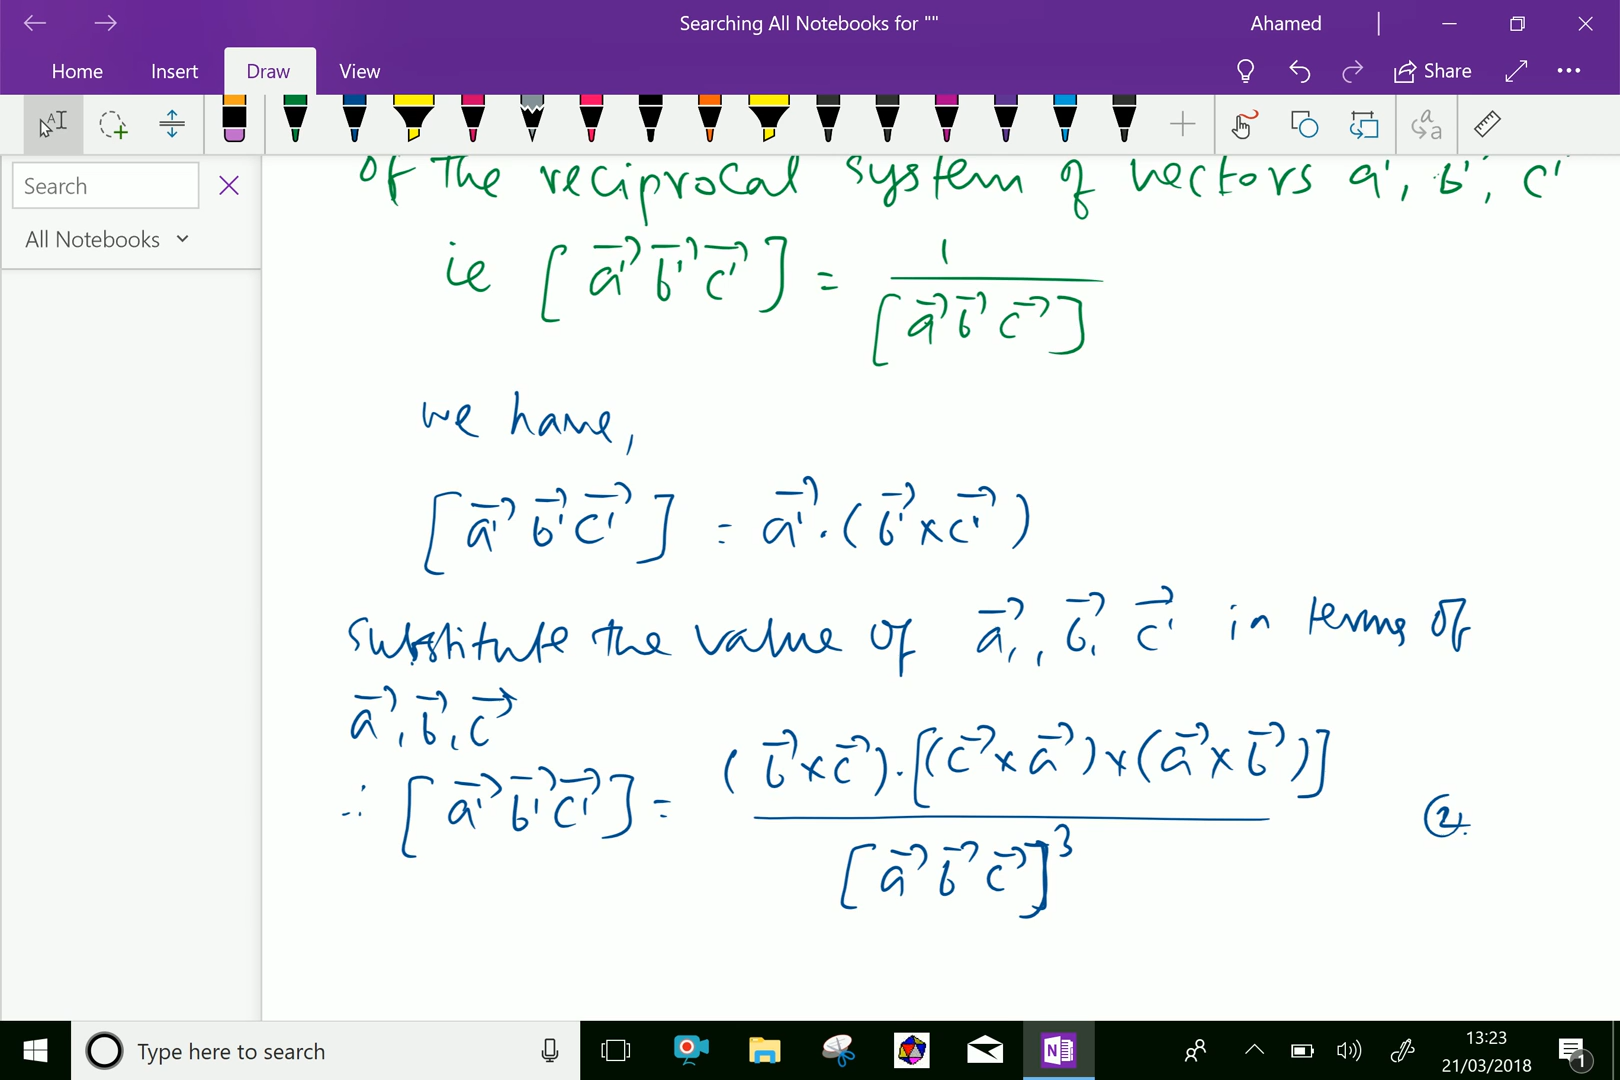 Searching All Notebooks for ""
Ahamed
Home Insert Draw View
Share
Search
All Notebooks
of the reciprocal system of vectors a', b', c'
ie [a⃗' b⃗' c⃗'] = 1 / [a⃗ b⃗ c⃗]
we have,
[a⃗' b⃗' c⃗'] = a⃗' · (b⃗' × c⃗')
Substitute the value of a⃗', b⃗', c⃗' in terms of
a⃗, b⃗, c⃗
∴ [a⃗' b⃗' c⃗'] = (b⃗ × c⃗) · [(c⃗ × a⃗) × (a⃗ × b⃗)] / [a⃗ b⃗ c⃗]³ ②
Type here to search
13:23
21/03/2018
1